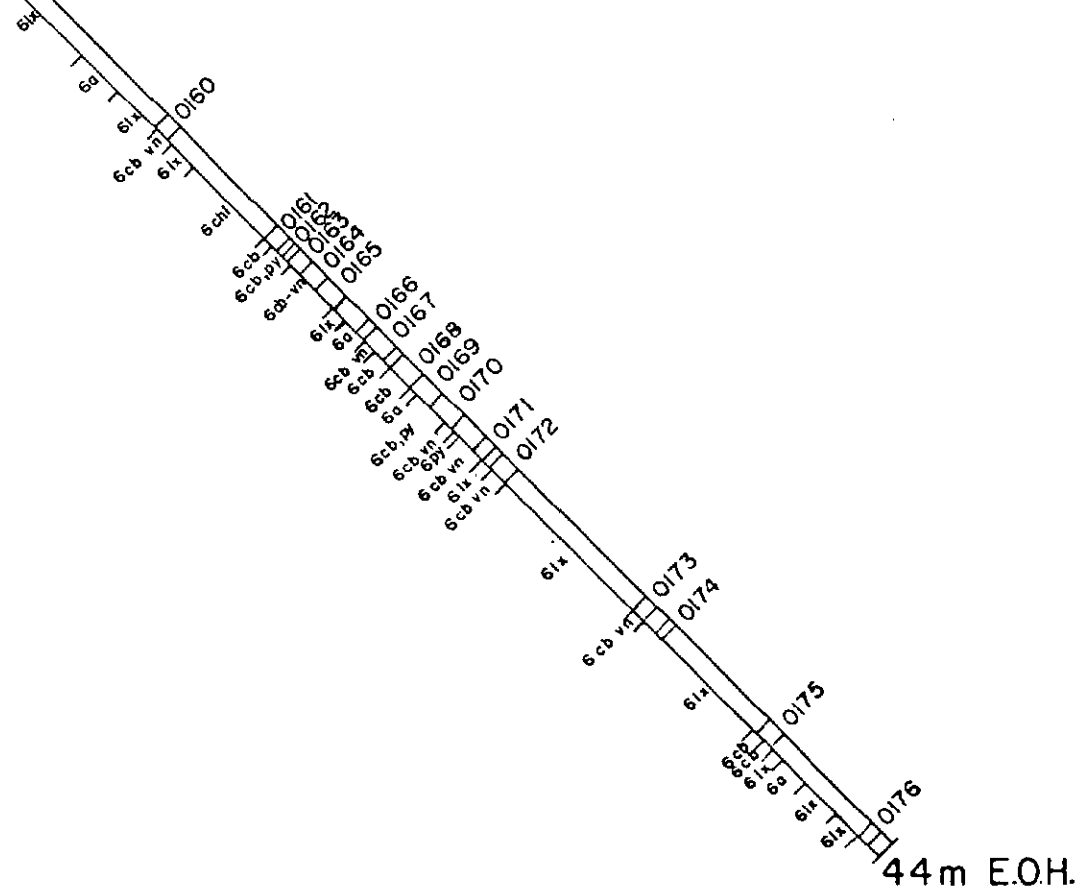 6lx
6a
6lx
0160
6cb vn
6lx
6chl
0161
0162
0163
0164
0165
6cb
6cb,py
6cb-vn
6lx
6a
0166
0167
6cb vn
6cb
0168
0169
0170
6cb
6a
6cb,py
6cb vn
6py
0171
0172
6cb vn
6lx
6cb vn
6lx
0173
0174
6cb vn
6lx
0175
6cb
6cb
6lx
6a
6lx
6lx
0176
44m E.O.H.